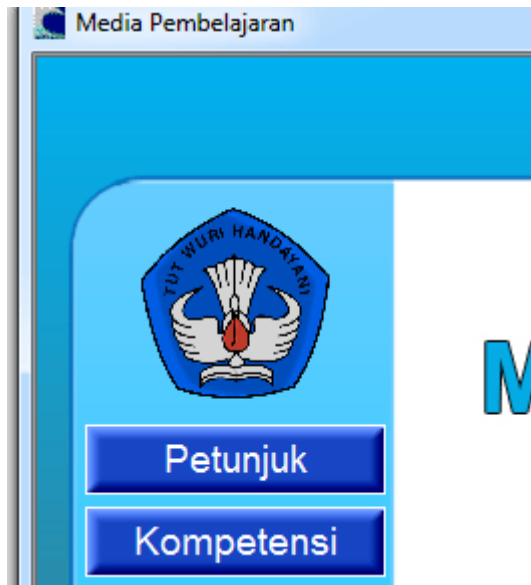 Media Pembelajaran
TUT WURI HANDAYANI
M
Petunjuk
Kompetensi